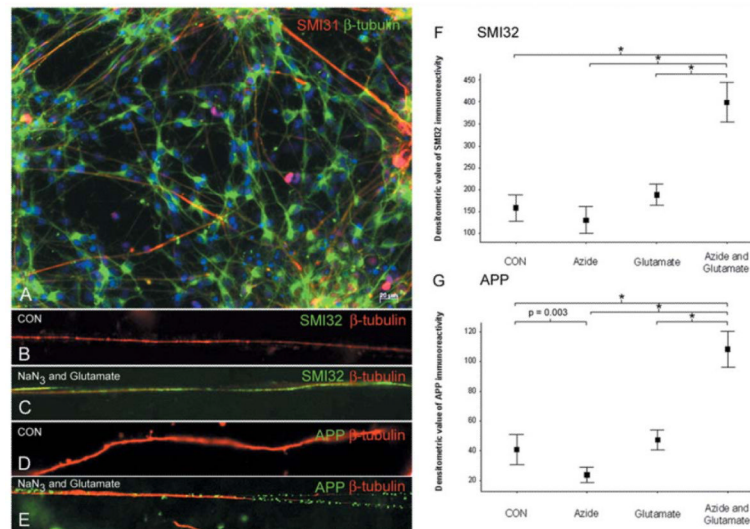 SMI31 β-tubulin
A
CON
SMI32 β-tubulin
B
NaN3 and Glutamate
SMI32 β-tubulin
C
CON
APP β-tubulin
D
NaN3 and Glutamate
APP β-tubulin
E
F SMI32
* 
*
*
Densitometric value of SMI32 immunoreactivity
450
400
350
300
250
200
150
100
CON Azide Glutamate Azide and
Glutamate
G APP
*
*
p = 0.003 *
Densitometric value of APP immunoreactivity
120
100
80
60
40
20
0
CON Azide Glutamate Azide and
Glutamate